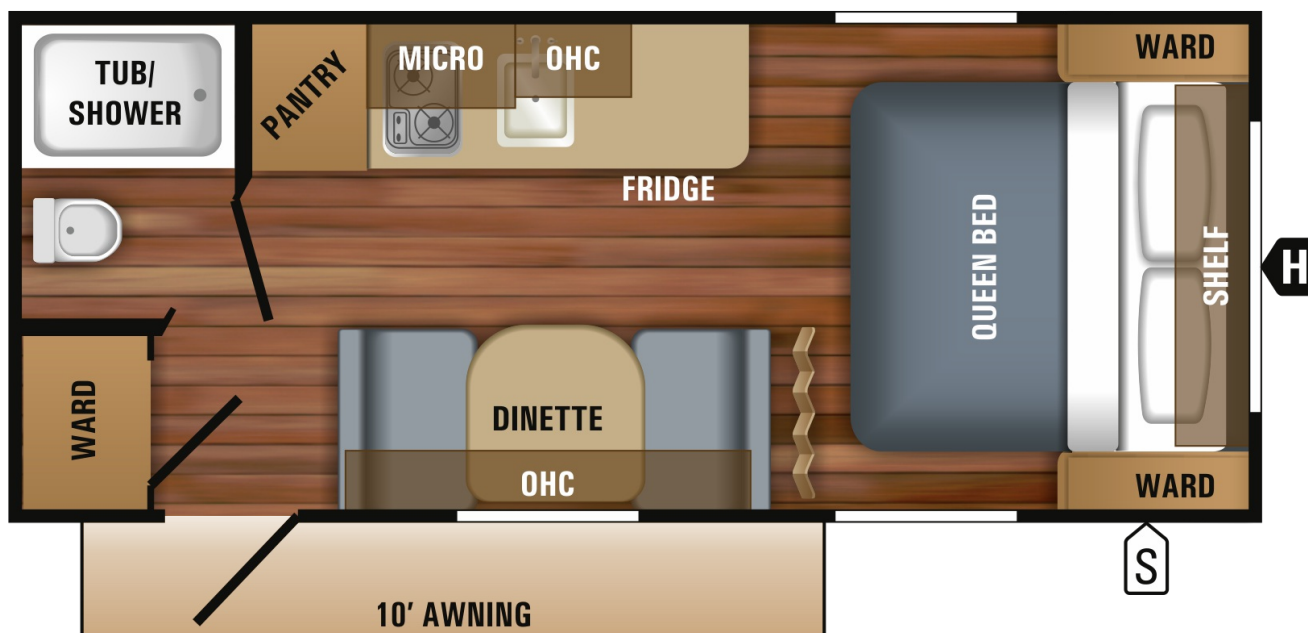 TUB/
SHOWER
PANTRY
MICRO
OHC
WARD
FRIDGE
QUEEN BED
SHELF
H
WARD
DINETTE
OHC
WARD
S
10' AWNING